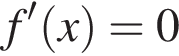 f′(x) = 0